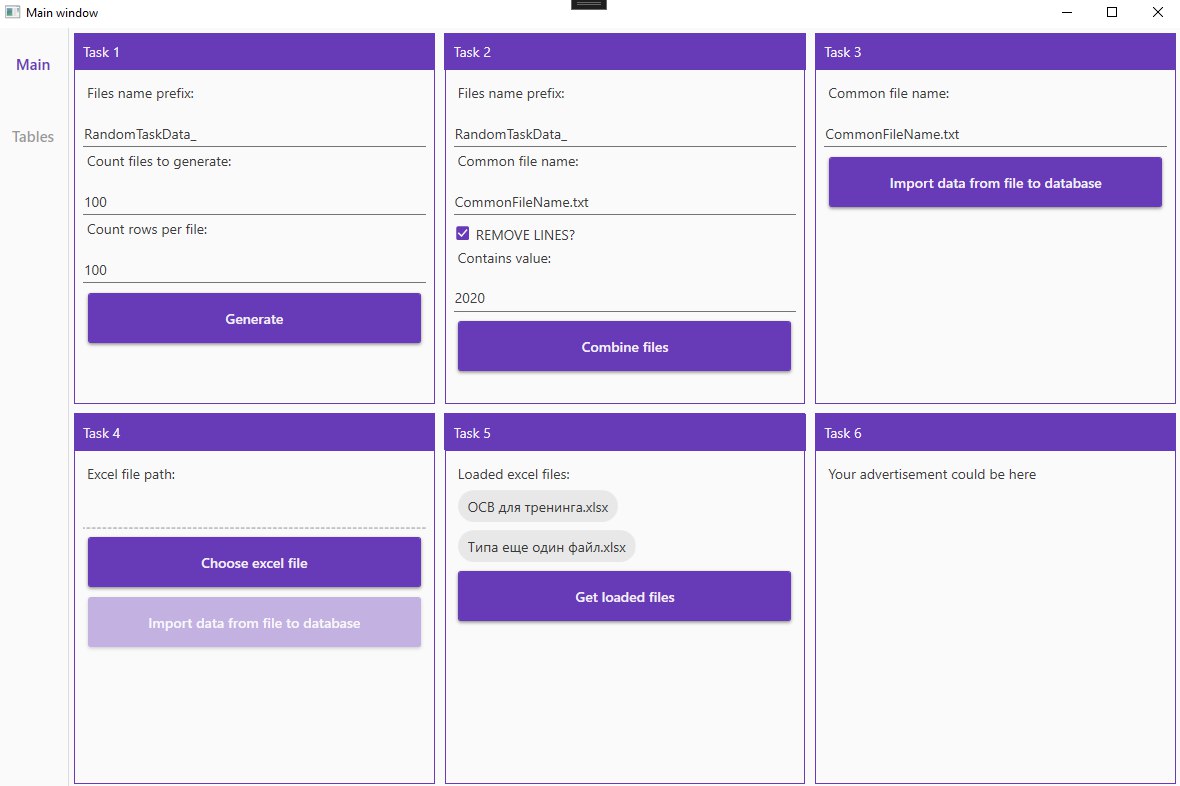 Main window
Main
Tables
Task 1
Files name prefix:
RandomTaskData_
Count files to generate:
100
Count rows per file:
100
Generate
Task 2
Files name prefix:
RandomTaskData_
Common file name:
CommonFileName.txt
REMOVE LINES?
Contains value:
2020
Combine files
Task 3
Common file name:
CommonFileName.txt
Import data from file to database
Task 4
Excel file path:
Choose excel file
Import data from file to database
Task 5
Loaded excel files:
ОСВ для тренинга.xlsx
Типа еще один файл.xlsx
Get loaded files
Task 6
Your advertisement could be here